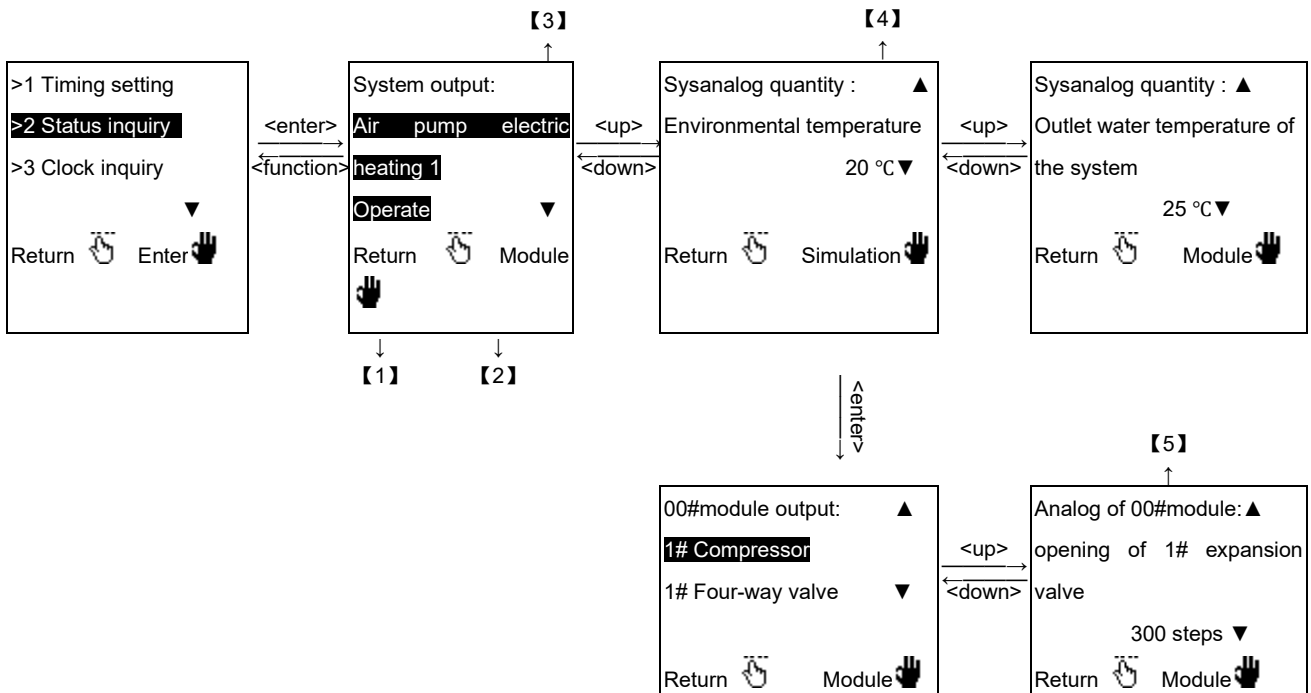 【3】
【4】
>1 Timing setting
>2 Status inquiry
>3 Clock inquiry
▼
Return Enter
<enter>
<function>
System output:
Air pump electric
heating 1
Operate ▼
Return Module
<up>
<down>
Sysanalog quantity : ▲
Environmental temperature
20 ℃▼
Return Simulation
<up>
<down>
Sysanalog quantity : ▲
Outlet water temperature of
the system
25 ℃▼
Return Module
【1】 【2】
<enter>
【5】
00#module output: ▲
1# Compressor
1# Four-way valve ▼
Return Module
<up>
<down>
Analog of 00#module:▲
opening of 1# expansion
valve
300 steps ▼
Return Module